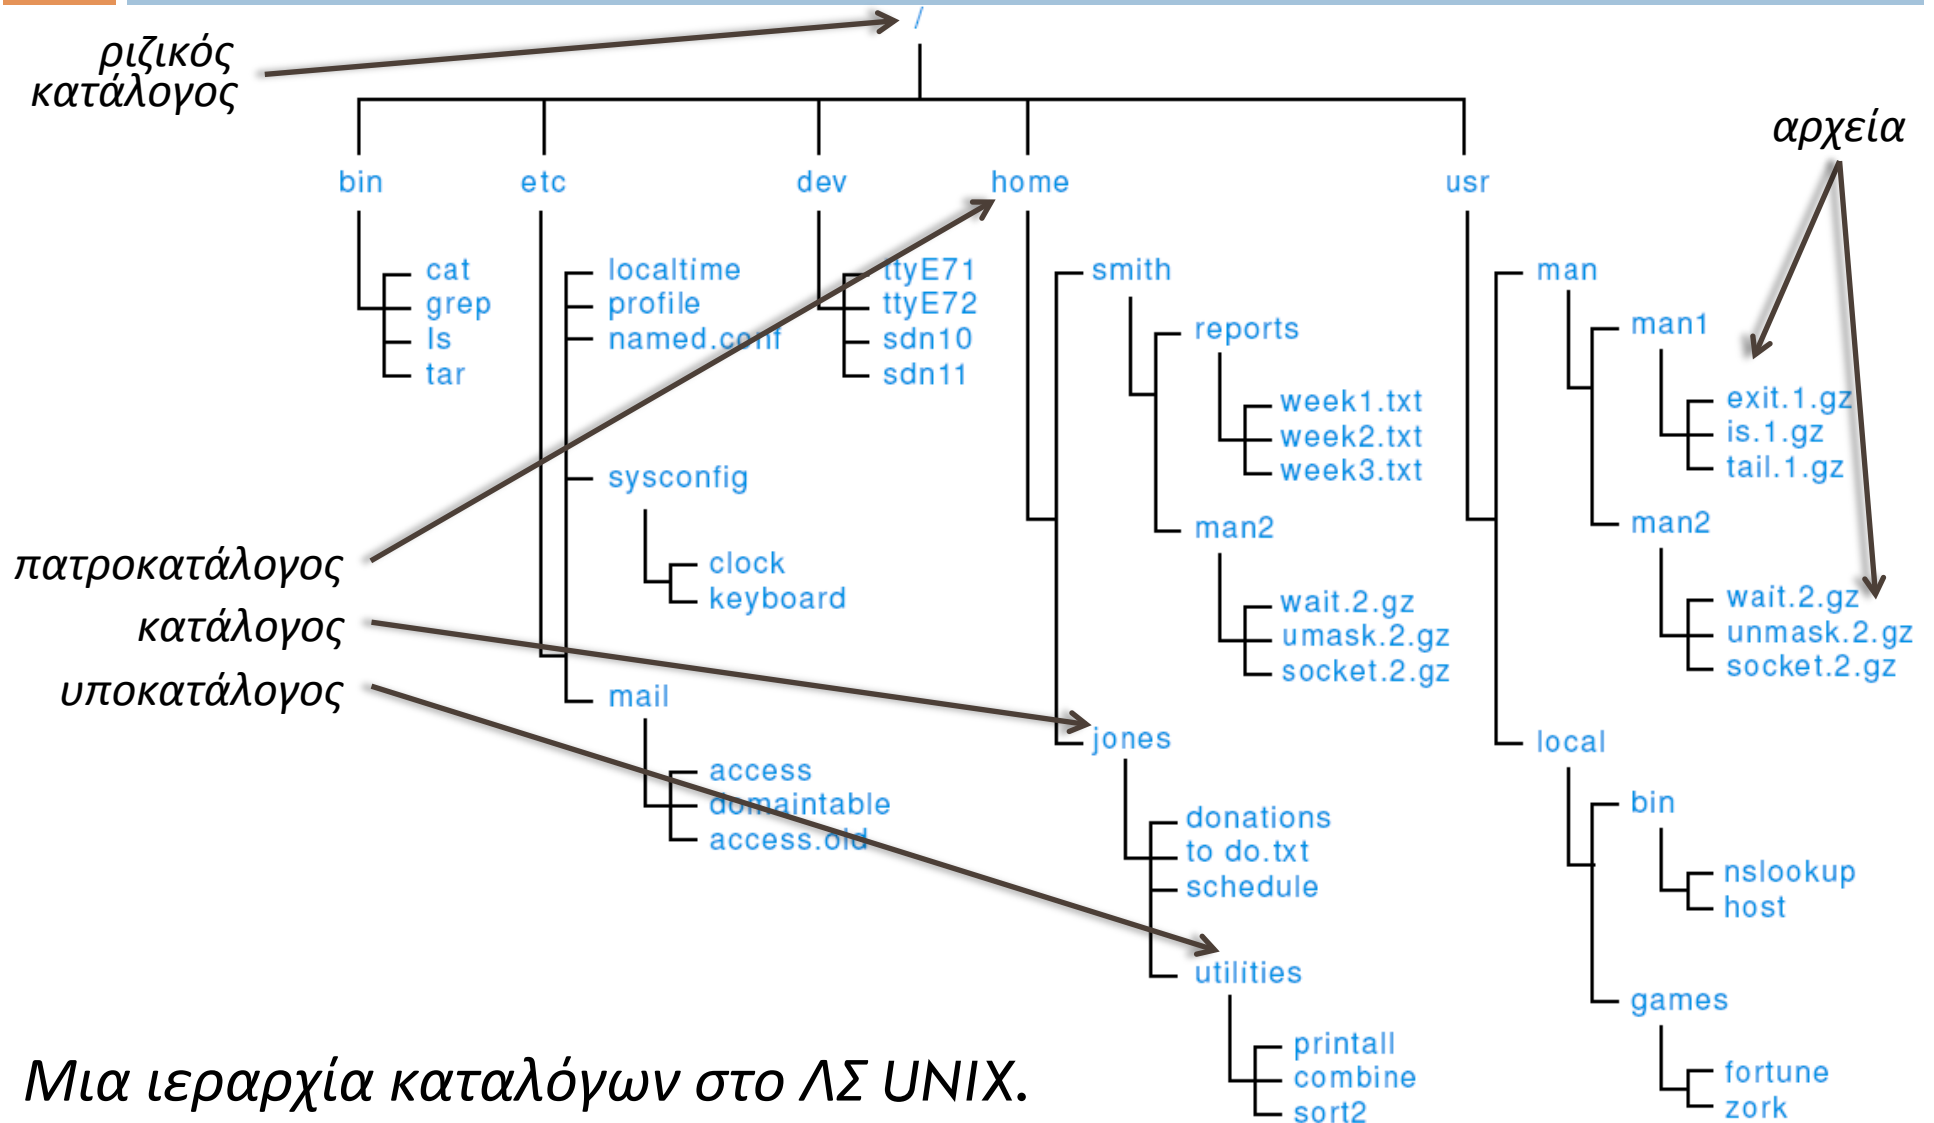 /
ριζικός
κατάλογος
αρχεία
bin
etc
dev
home
usr
cat
grep
ls
tar
localtime
profile
named.conf
sysconfig
clock
keyboard
mail
access
domaintable
access.old
ttyE71
ttyE72
sdn10
sdn11
smith
reports
week1.txt
week2.txt
week3.txt
man2
wait.2.gz
umask.2.gz
socket.2.gz
jones
donations
to do.txt
schedule
utilities
printall
combine
sort2
man
man1
exit.1.gz
is.1.gz
tail.1.gz
man2
wait.2.gz
unmask.2.gz
socket.2.gz
local
bin
nslookup
host
games
fortune
zork
πατροκατάλογος
κατάλογος
υποκατάλογος
Μια ιεραρχία καταλόγων στο ΛΣ UNIX.